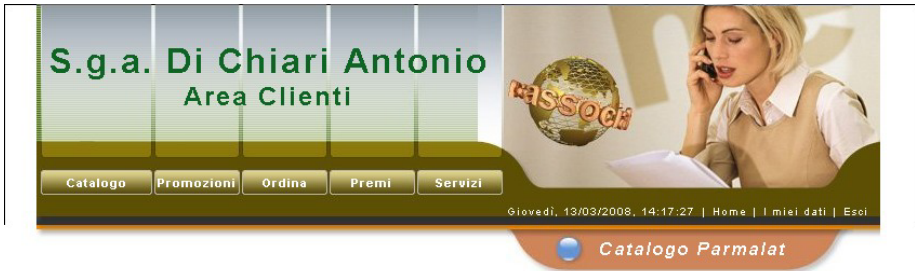 S.g.a. Di Chiari Antonio
Area Clienti
Catalogo Promozioni Ordina Premi Servizi
Giovedì, 13/03/2008, 14:17:27 | Home | I miei dati | Esci
Catalogo Parmalat